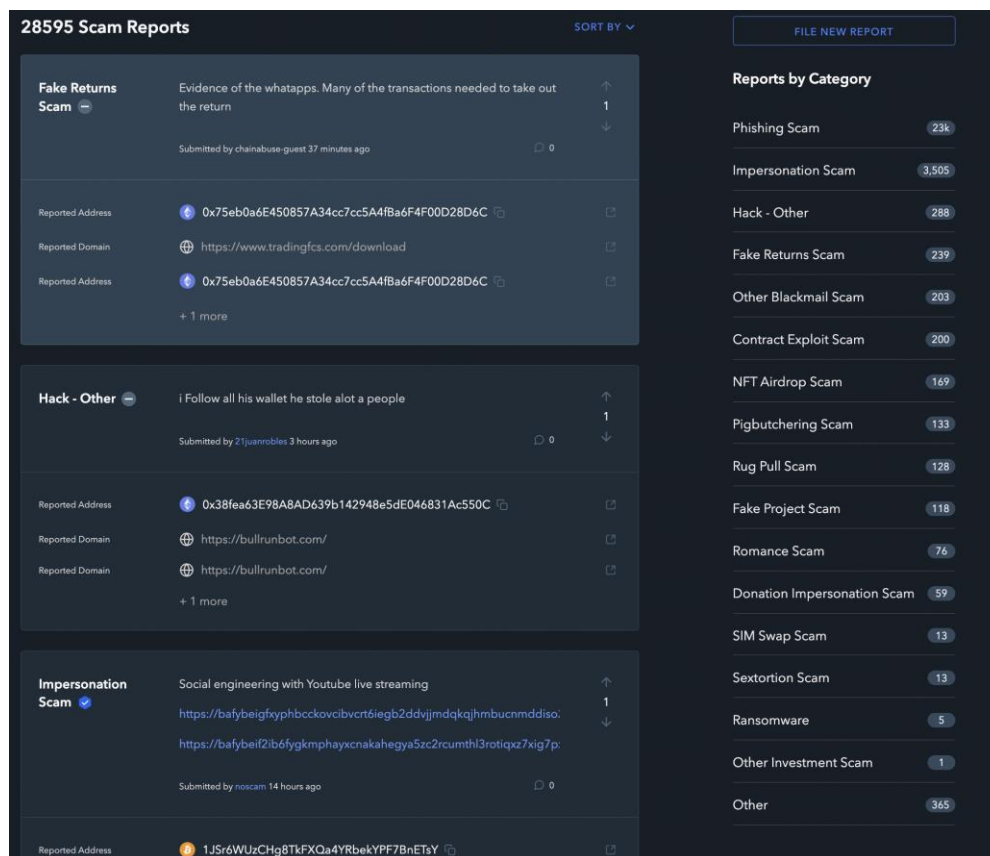 28595 Scam Reports
SORT BY
Fake Returns
Scam
Evidence of the whatapps. Many of the transactions needed to take out
the return
1
Submitted by chainabuse-guest 37 minutes ago
0
Reported Address
0x75eb0a6E450857A34cc7cc5A4fBa6F4F00D28D6C
Reported Domain
https://www.tradingfcs.com/download
Reported Address
0x75eb0a6E450857A34cc7cc5A4fBa6F4F00D28D6C
+ 1 more
Hack - Other
i Follow all his wallet he stole alot a people
1
Submitted by 21juanrobles 3 hours ago
0
Reported Address
0x38fea63E98A8AD639b142948e5dE046831Ac550C
Reported Domain
https://bullrunbot.com/
Reported Domain
https://bullrunbot.com/
+ 1 more
Impersonation
Scam
Social engineering with Youtube live streaming
https://bafybeigfxyphbcckovcibvcrt6iegb2ddvjjmdqkqjhmbucnmddiso
https://bafybeif2ib6fygkmphayxcnakahegya5zc2rcumthl3rotiqxz7xig7p
1
Submitted by noscam 14 hours ago
0
Reported Address
1JSr6WUzCHg8TkFXQa4YRbekYPF7BnETsY
FILE NEW REPORT
Reports by Category
Phishing Scam 23k
Impersonation Scam 3,505
Hack - Other 288
Fake Returns Scam 239
Other Blackmail Scam 203
Contract Exploit Scam 200
NFT Airdrop Scam 169
Pigbutchering Scam 133
Rug Pull Scam 128
Fake Project Scam 118
Romance Scam 76
Donation Impersonation Scam 59
SIM Swap Scam 13
Sextortion Scam 13
Ransomware 5
Other Investment Scam 1
Other 365